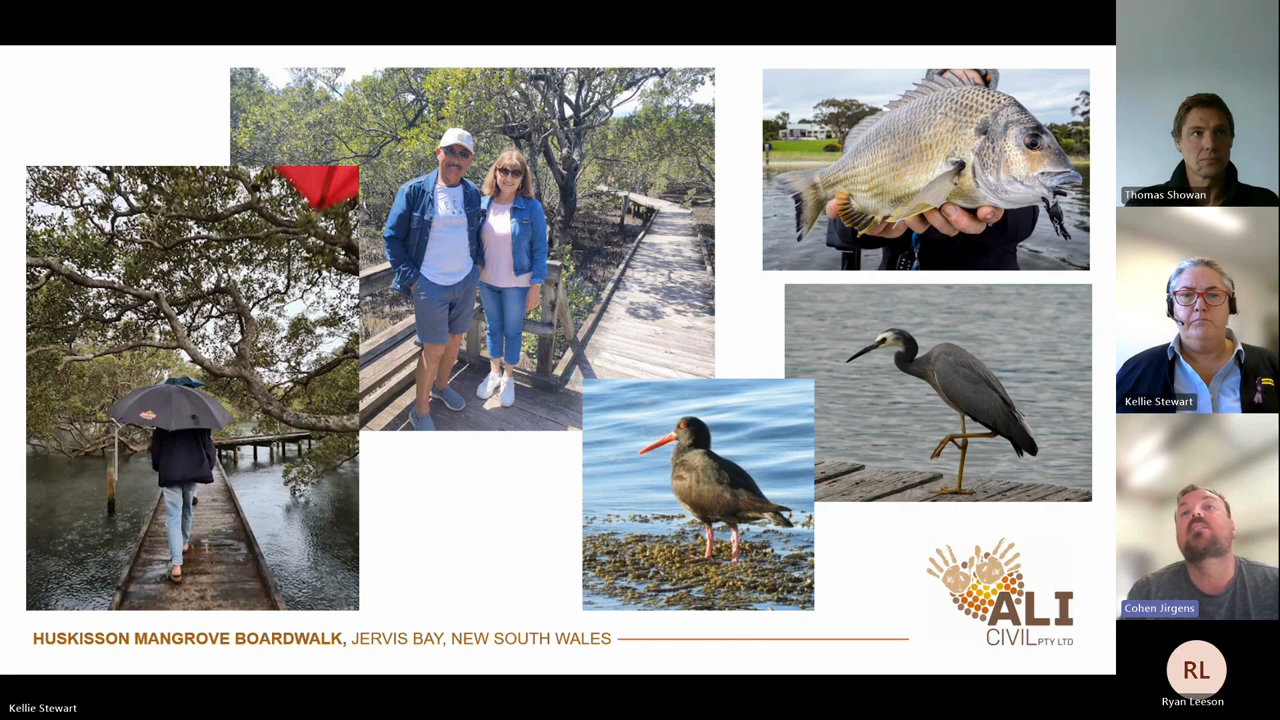 Thomas Showan
Kellie Stewart
Cohen Jirgens
RL
Ryan Leeson
ALI
CIVIL PTY LTD
HUSKISSON MANGROVE BOARDWALK, JERVIS BAY, NEW SOUTH WALES
Kellie Stewart